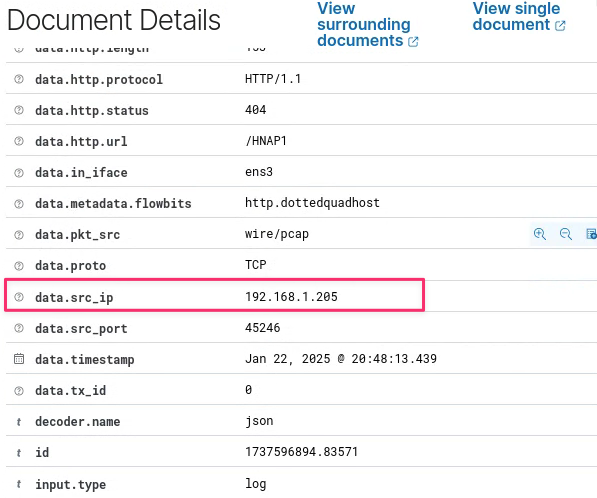 Document Details
View surrounding documents
View single document
data.http.length
data.http.protocol HTTP/1.1
data.http.status 404
data.http.url /HNAP1
data.in_iface ens3
data.metadata.flowbits http.dottedquadhost
data.pkt_src wire/pcap
data.proto TCP
data.src_ip 192.168.1.205
data.src_port 45246
data.timestamp Jan 22, 2025 @ 20:48:13.439
data.tx_id 0
t decoder.name json
t id 1737596894.83571
t input.type log